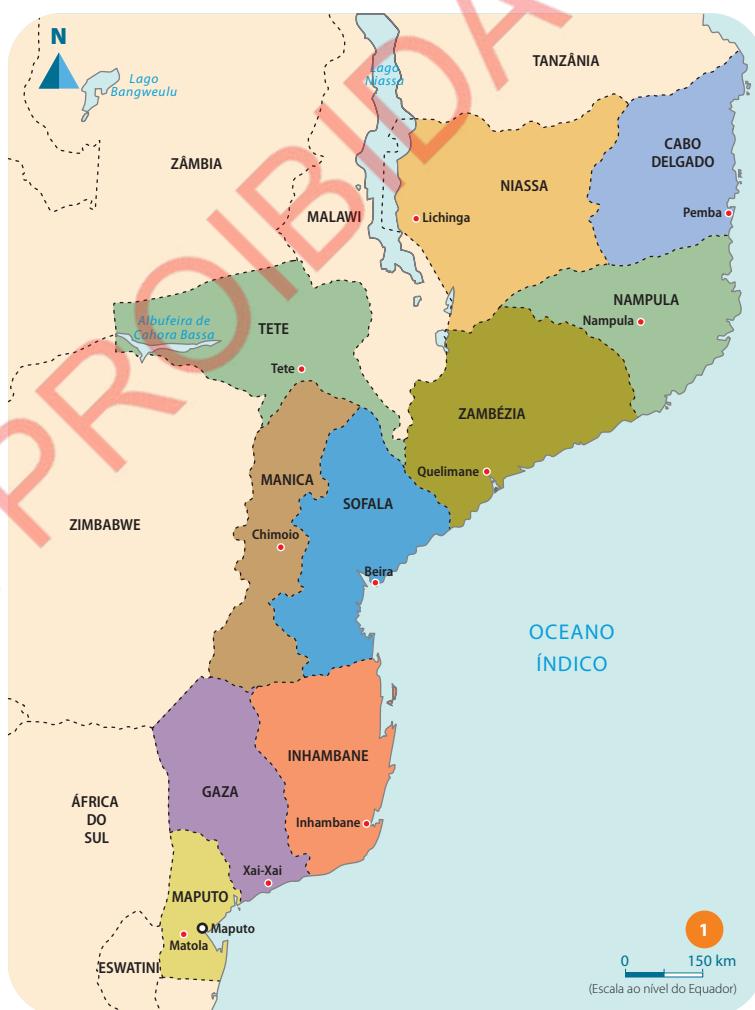 N
Lago
Bangweulu
Lago
Niassa
TANZÂNIA
ZÂMBIA
MALAWI
CABO
DELGADO
NIASSA
Pemba
Lichinga
NAMPULA
Nampula
Albufeira de
Cahora Bassa
TETE
Tete
ZAMBÉZIA
Quelimane
MANICA
SOFALA
ZIMBABWE
Chimoio
Beira
OCEANO
ÍNDICO
INHAMBANE
GAZA
ÁFRICA
DO
SUL
Inhambane
Xai-Xai
MAPUTO
Maputo
Matola
ESWATINI
1
0 150 km
(Escala ao nível do Equador)
PROIBIDA